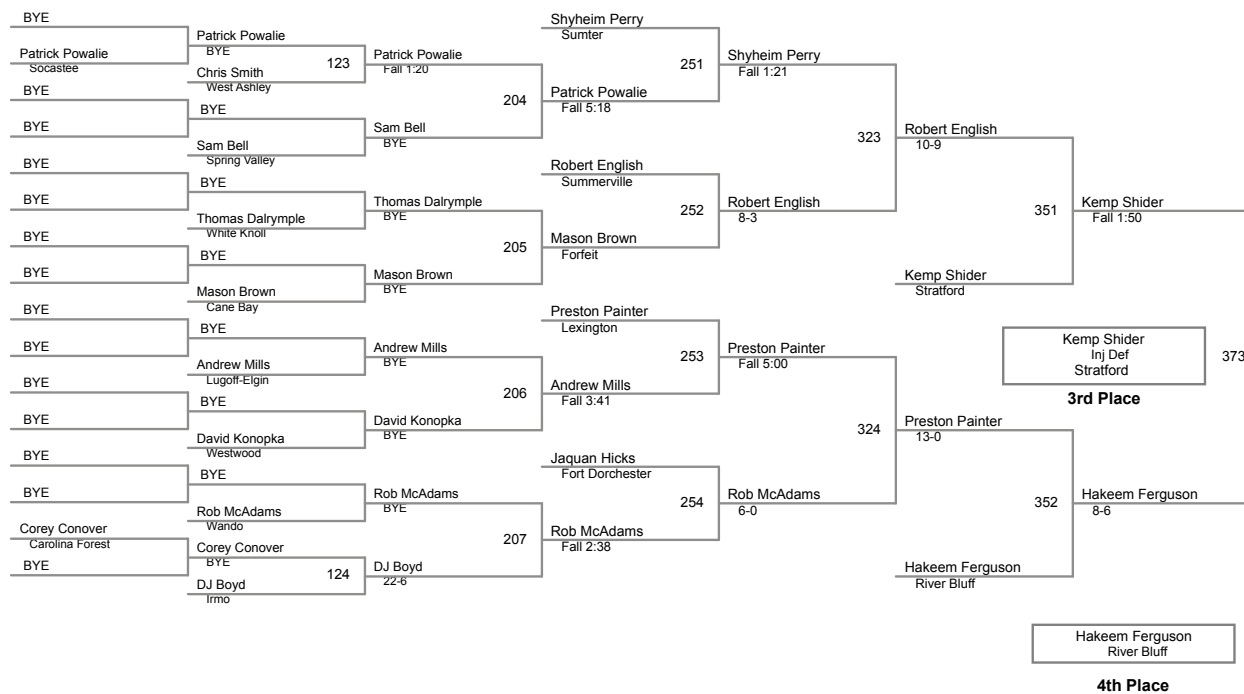 BYE
Patrick Powalie
Socastee
BYE
BYE
BYE
BYE
BYE
BYE
BYE
BYE
BYE
BYE
BYE
BYE
Corey Conover
Carolina Forest
BYE
Patrick Powalie
BYE
123
Chris Smith
West Ashley
BYE
Sam Bell
Spring Valley
BYE
Thomas Dalrymple
White Knoll
BYE
Mason Brown
Cane Bay
BYE
Andrew Mills
Lugoff-Elgin
BYE
David Konopka
Westwood
BYE
Rob McAdams
Wando
Corey Conover
BYE
124
DJ Boyd
Irmo
Patrick Powalie
Fall 1:20
204
Sam Bell
BYE
Thomas Dalrymple
BYE
205
Mason Brown
BYE
Andrew Mills
BYE
206
David Konopka
BYE
Rob McAdams
BYE
207
DJ Boyd
22-6
Shyheim Perry
Sumter
251
Patrick Powalie
Fall 5:18
Robert English
Summerville
252
Mason Brown
Forfeit
Preston Painter
Lexington
253
Andrew Mills
Fall 3:41
Jaquan Hicks
Fort Dorchester
254
Rob McAdams
Fall 2:38
Shyheim Perry
Fall 1:21
323
Robert English
8-3
Preston Painter
Fall 5:00
324
Rob McAdams
6-0
Robert English
10-9
351
Kemp Shider
Stratford
Preston Painter
13-0
352
Hakeem Ferguson
River Bluff
Kemp Shider
Fall 1:50
Hakeem Ferguson
8-6
Kemp Shider
Inj Def
Stratford
373
3rd Place
Hakeem Ferguson
River Bluff
4th Place